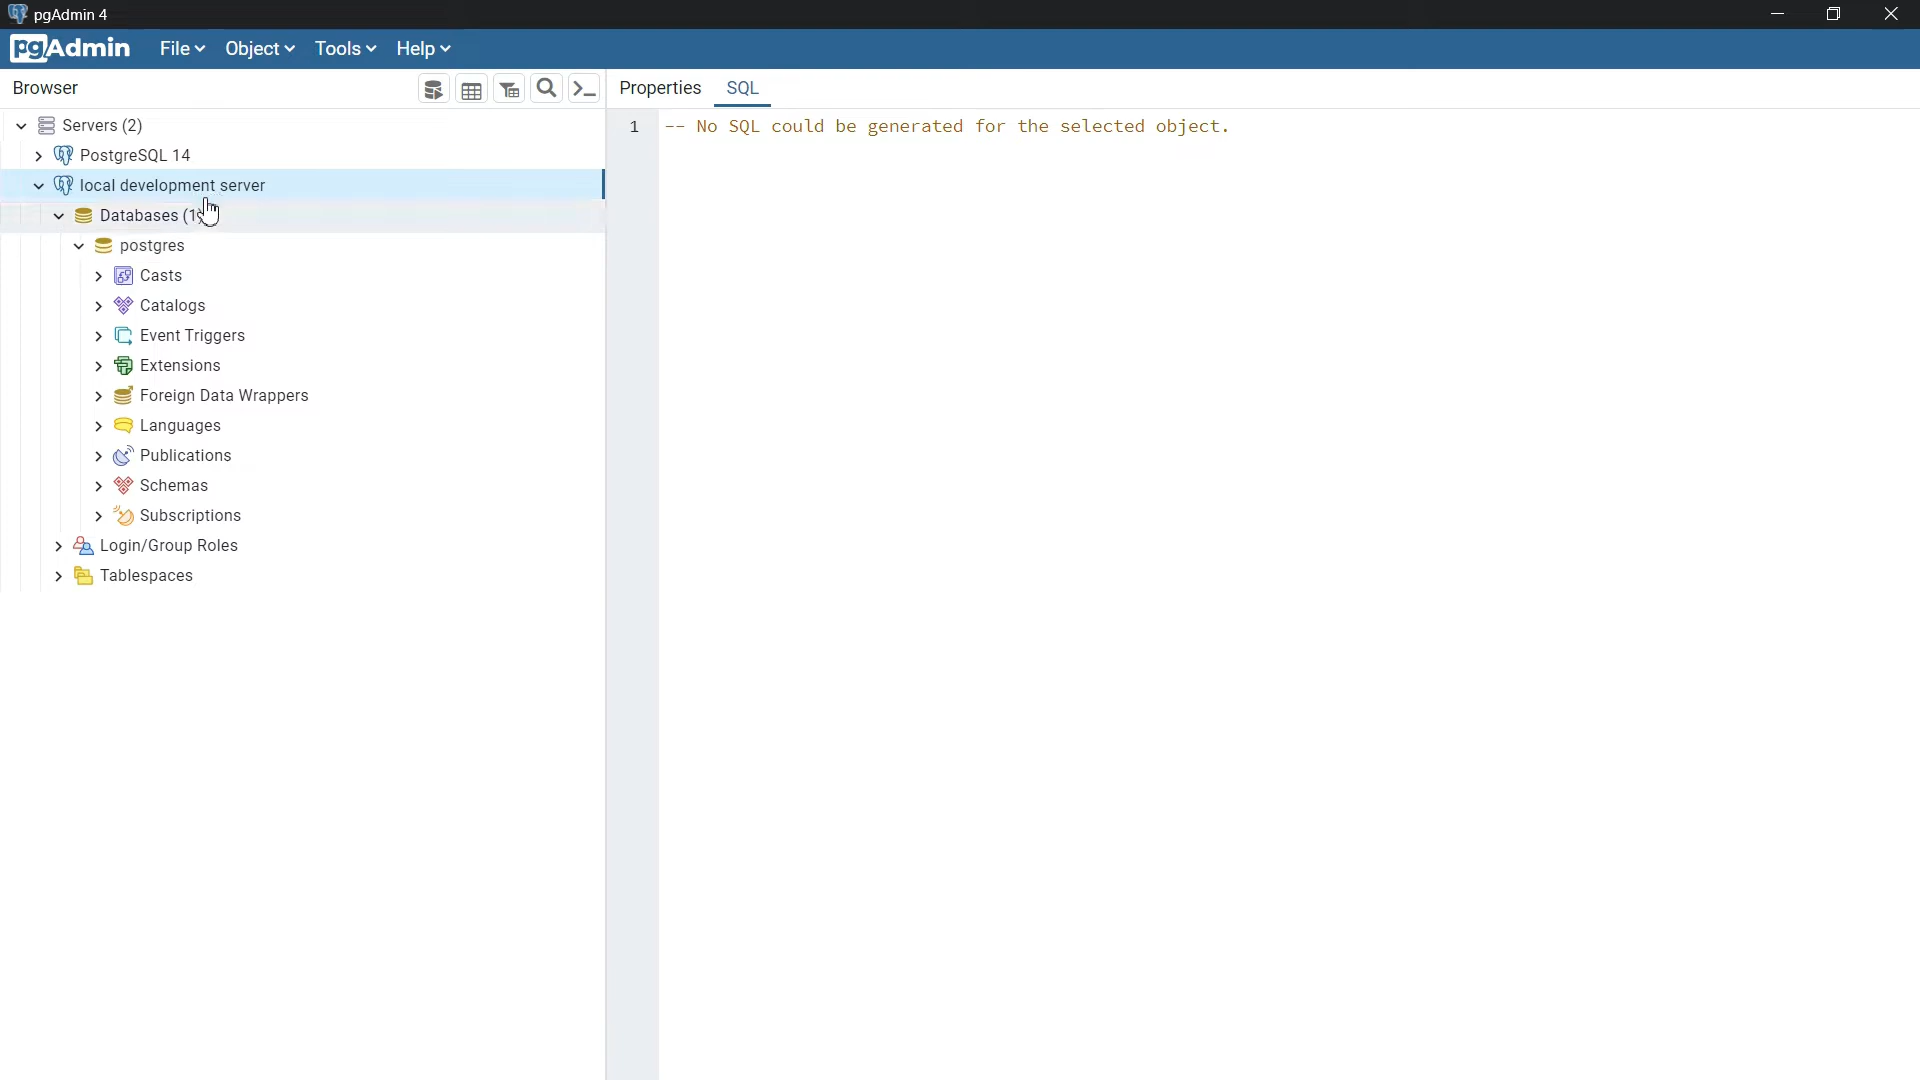 pgAdmin 4
pgAdmin File Object Tools Help
Browser
Properties SQL
Servers (2)
PostgreSQL 14
local development server
Databases (1)
postgres
Casts
Catalogs
Event Triggers
Extensions
Foreign Data Wrappers
Languages
Publications
Schemas
Subscriptions
Login/Group Roles
Tablespaces
1 -- No SQL could be generated for the selected object.